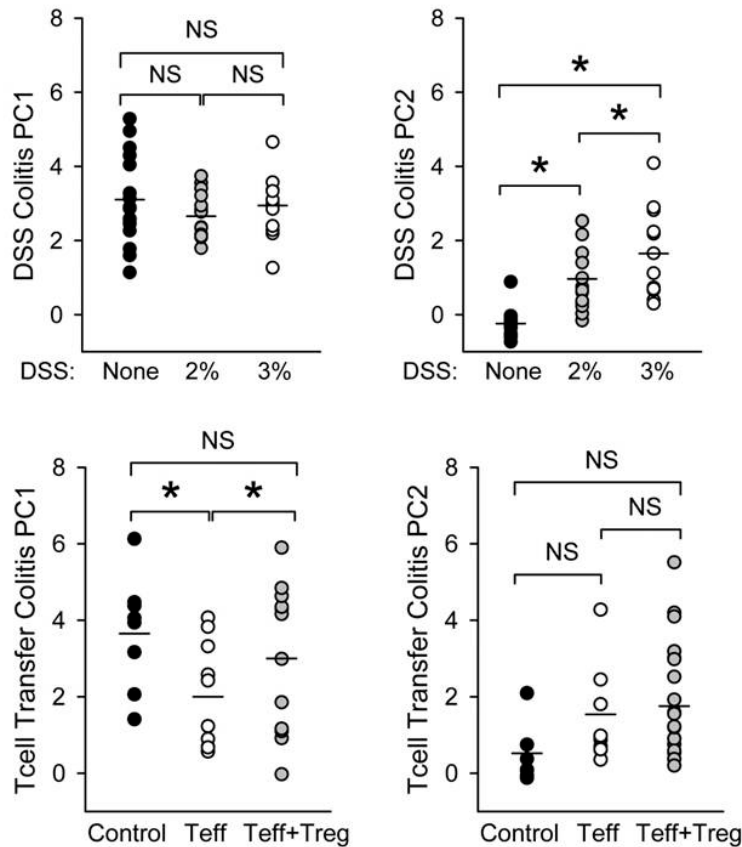 DSS Colitis PC1
8
6
4
2
0
NS
NS NS
DSS: None 2% 3%
DSS Colitis PC2
8
6
4
2
0
*
*
*
DSS: None 2% 3%
Tcell Transfer Colitis PC1
8
6
4
2
0
NS
* *
Control Teff Teff+Treg
Tcell Transfer Colitis PC2
8
6
4
2
0
NS
NS
NS
Control Teff Teff+Treg